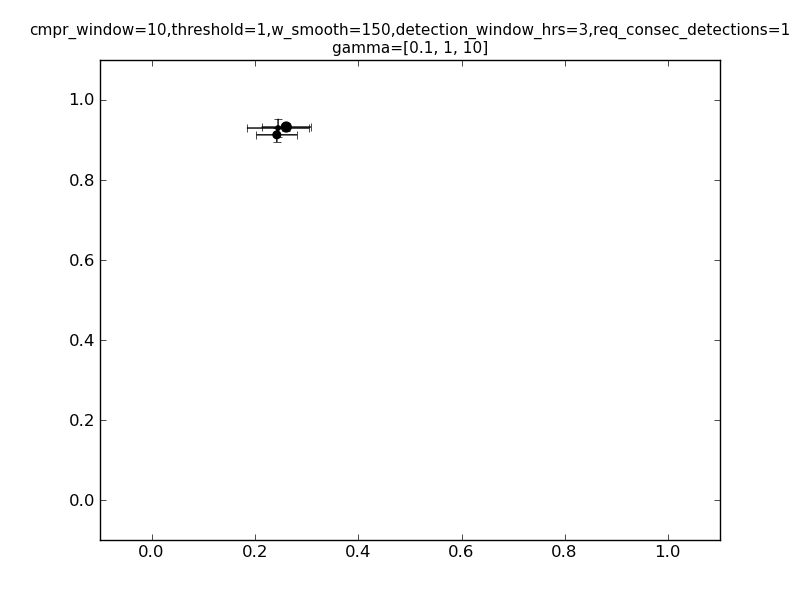 cmpr_window=10,threshold=1,w_smooth=150,detection_window_hrs=3,req_consec_detections=1
gamma=[0.1, 1, 10]
1.0
0.8
0.6
0.4
0.2
0.0
0.0 0.2 0.4 0.6 0.8 1.0